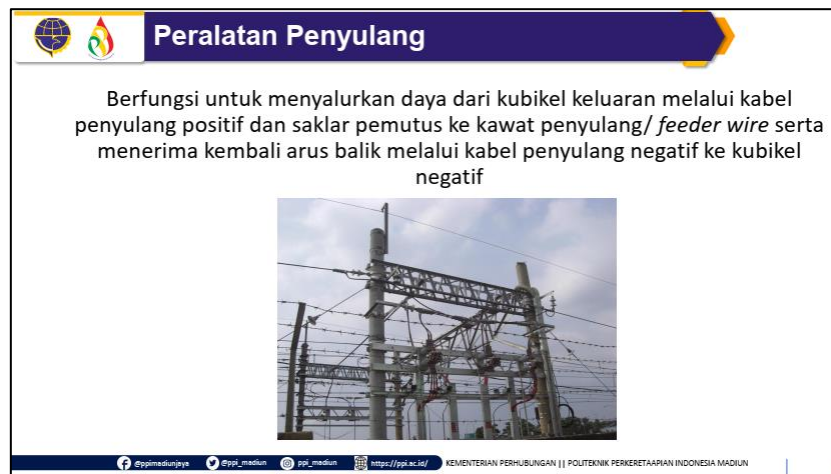 Peralatan Penyulang
Berfungsi untuk menyalurkan daya dari kubikel keluaran melalui kabel
penyulang positif dan saklar pemutus ke kawat penyulang/ feeder wire serta
menerima kembali arus balik melalui kabel penyulang negatif ke kubikel
negatif
@ppimadiunjaya @ppi_madiun ppi_madiun https://ppi.ac.id/ KEMENTERIAN PERHUBUNGAN || POLITEKNIK PERKERETAAPIAN INDONESIA MADIUN